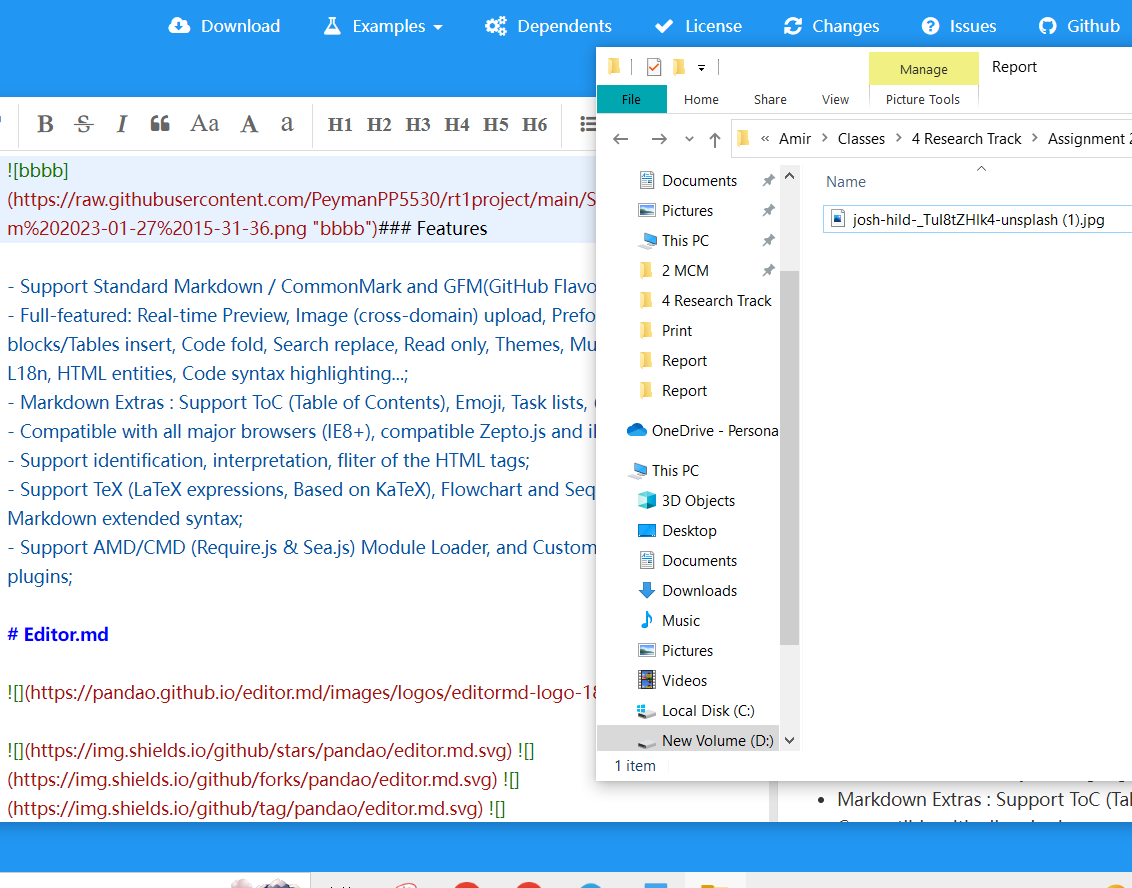 Download
Examples
Dependents
License
Changes
Issues
Github
B S I Aa A a
H1 H2 H3 H4 H5 H6
![bbbb]
(https://raw.githubusercontent.com/PeymanPP5530/rt1project/main/S
m%202023-01-27%2015-31-36.png "bbbb")### Features
- Support Standard Markdown / CommonMark and GFM(GitHub Flavo
- Full-featured: Real-time Preview, Image (cross-domain) upload, Prefo
blocks/Tables insert, Code fold, Search replace, Read only, Themes, Mu
L18n, HTML entities, Code syntax highlighting...;
- Markdown Extras : Support ToC (Table of Contents), Emoji, Task lists,
- Compatible with all major browsers (IE8+), compatible Zepto.js and
- Support identification, interpretation, fliter of the HTML tags;
- Support TeX (LaTeX expressions, Based on KaTeX), Flowchart and Seq
Markdown extended syntax;
- Support AMD/CMD (Require.js & Sea.js) Module Loader, and Custom
plugins;
# Editor.md
![](https://pandao.github.io/editor.md/images/logos/editormd-logo-18
![](https://img.shields.io/github/stars/pandao/editor.md.svg) ![]
(https://img.shields.io/github/forks/pandao/editor.md.svg) ![]
(https://img.shields.io/github/tag/pandao/editor.md.svg) ![]
Manage
Report
File
Home
Share
View
Picture Tools
« Amir > Classes > 4 Research Track > Assignment 2
Documents
Pictures
This PC
2 MCM
4 Research Track
Print
Report
Report
OneDrive - Persona
This PC
3D Objects
Desktop
Documents
Downloads
Music
Pictures
Videos
Local Disk (C:)
New Volume (D:)
Name
josh-hild-_TuI8tZHlk4-unsplash (1).jpg
1 item
• Markdown Extras : Support ToC (Tal